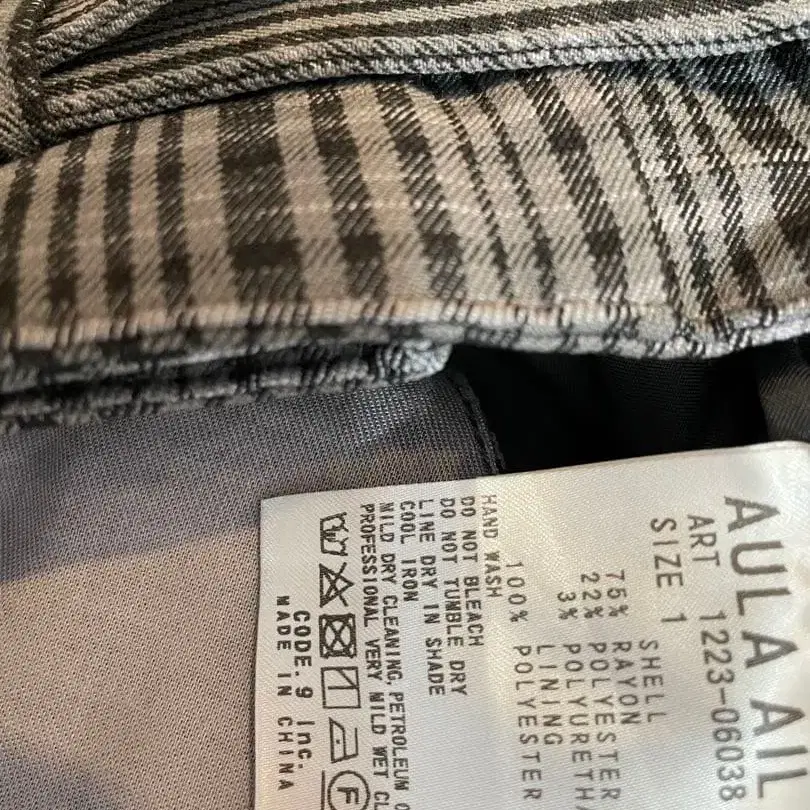 AULA AIL
ART 1223-06038
SIZE 1
SHELL
75% RAYON
22% POLYESTER
3% POLYURETHA
LINING
100% POLYESTER
HAND WASH
DO NOT BLEACH
DO NOT TUMBLE DRY
LINE DRY IN SHADE
COOL IRON
MILD DRY CLEANING, PETROLEUM O
PROFESSIONAL VERY MILD WET CL
F
CODE.9 Inc.
MADE IN CHINA